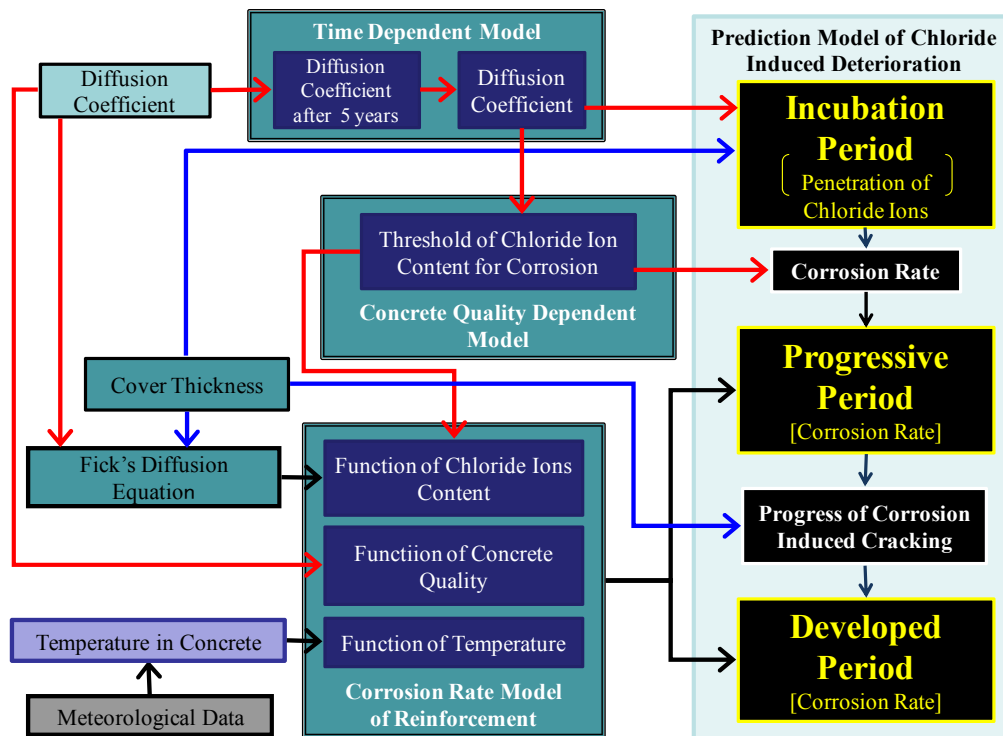 Time Dependent Model
Diffusion
Coefficient
Diffusion
Coefficient
after 5 years
Diffusion
Coefficient
Threshold of Chloride Ion
Content for Corrosion
Concrete Quality Dependent
Model
Cover Thickness
Fick's Diffusion
Equation
Function of Chloride Ions
Content
Functiion of Concrete
Quality
Function of Temperature
Corrosion Rate Model
of Reinforcement
Temperature in Concrete
Meteorological Data
Prediction Model of Chloride
Induced Deterioration
Incubation
Period
Penetration of
Chloride Ions
Corrosion Rate
Progressive
Period
[Corrosion Rate]
Progress of Corrosion
Induced Cracking
Developed
Period
[Corrosion Rate]